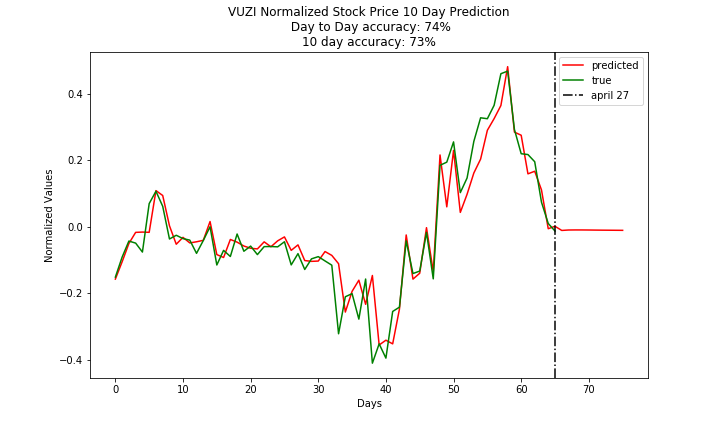 VUZI Normalized Stock Price 10 Day Prediction
Day to Day accuracy: 74%
10 day accuracy: 73%
predicted
true
april 27
0.4
0.2
0.0
−0.2
−0.4
Normalized Values
0 10 20 30 40 50 60 70
Days